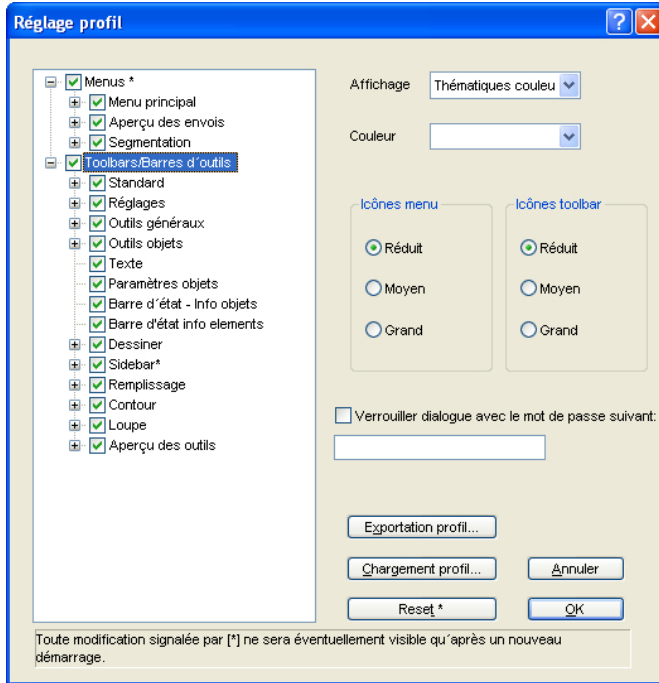 Réglage profil
Menus *
Menu principal
Aperçu des envois
Segmentation
Toolbars/Barres d´outils
Standard
Réglages
Outils généraux
Outils objets
Texte
Paramètres objets
Barre d´état - Info objets
Barre d'état info elements
Dessiner
Sidebar*
Remplissage
Contour
Loupe
Aperçu des outils
Affichage
Thématiques couleu
Couleur
Icônes menu
Réduit
Moyen
Grand
Icônes toolbar
Réduit
Moyen
Grand
Verrouiller dialogue avec le mot de passe suivant:
Exportation profil...
Chargement profil...
Annuler
Reset *
OK
Toute modification signalée par [*] ne sera éventuellement visible qu´après un nouveau
démarrage.